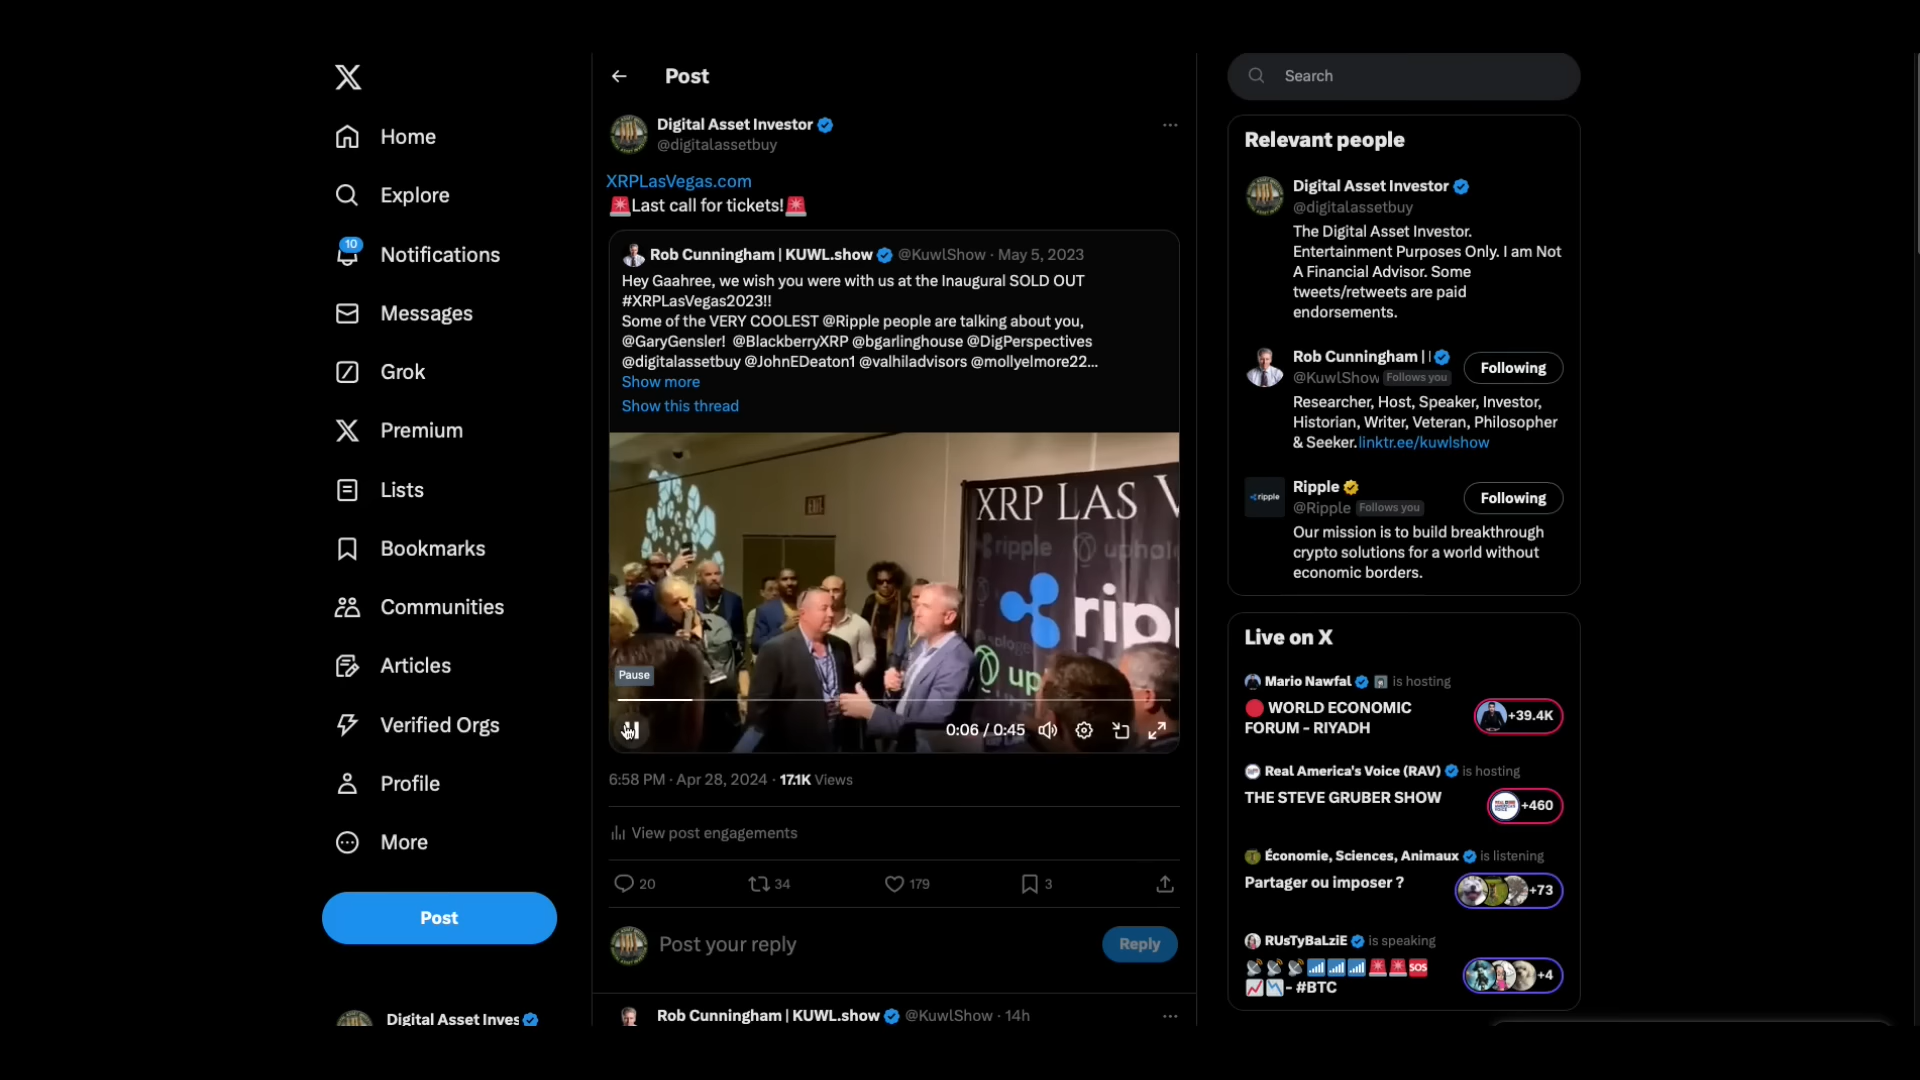 Home
Explore
10
Notifications
Messages
Grok
Premium
Lists
Bookmarks
Communities
Articles
Verified Orgs
Profile
More
Post
Digital Asset Inves
Post
Digital Asset Investor
@digitalassetbuy
XRPLasVegas.com
🚨Last call for tickets!🚨
Rob Cunningham | KUWL.show @KuwlShow · May 5, 2023
Hey Gaahree, we wish you were with us at the Inaugural SOLD OUT
#XRPLasVegas2023!!
Some of the VERY COOLEST @Ripple people are talking about you,
@GaryGensler! @BlackberryXRP @bgarlinghouse @DigPerspectives
@digitalassetbuy @JohnEDeaton1 @valhiladvisors @mollyelmore22...
Show more
Show this thread
EXIT
XRP LAS V
ripple uphol
ripp
up
Pause
0:06 / 0:45
6:58 PM · Apr 28, 2024 · 17.1K Views
View post engagements
20 34 179 3
Post your reply
Reply
Rob Cunningham | KUWL.show @KuwlShow · 14h
Search
Relevant people
Digital Asset Investor
@digitalassetbuy
The Digital Asset Investor.
Entertainment Purposes Only. I am Not
A Financial Advisor. Some
tweets/retweets are paid
endorsements.
Rob Cunningham |
@KuwlShow Follows you
Following
Researcher, Host, Speaker, Investor,
Historian, Writer, Veteran, Philosopher
& Seeker.linktr.ee/kuwlshow
ripple
Ripple
@Ripple Follows you
Following
Our mission is to build breakthrough
crypto solutions for a world without
economic borders.
Live on X
Mario Nawfal is hosting
🔴 WORLD ECONOMIC
FORUM - RIYADH
+39.4K
Real America's Voice (RAV) is hosting
THE STEVE GRUBER SHOW
+460
Économie, Sciences, Animaux is listening
Partager ou imposer ?
+73
RUsTyBaLziE is speaking
📡📡📡📶📶📶🚨🚨🆘
📈📉- #BTC
+4